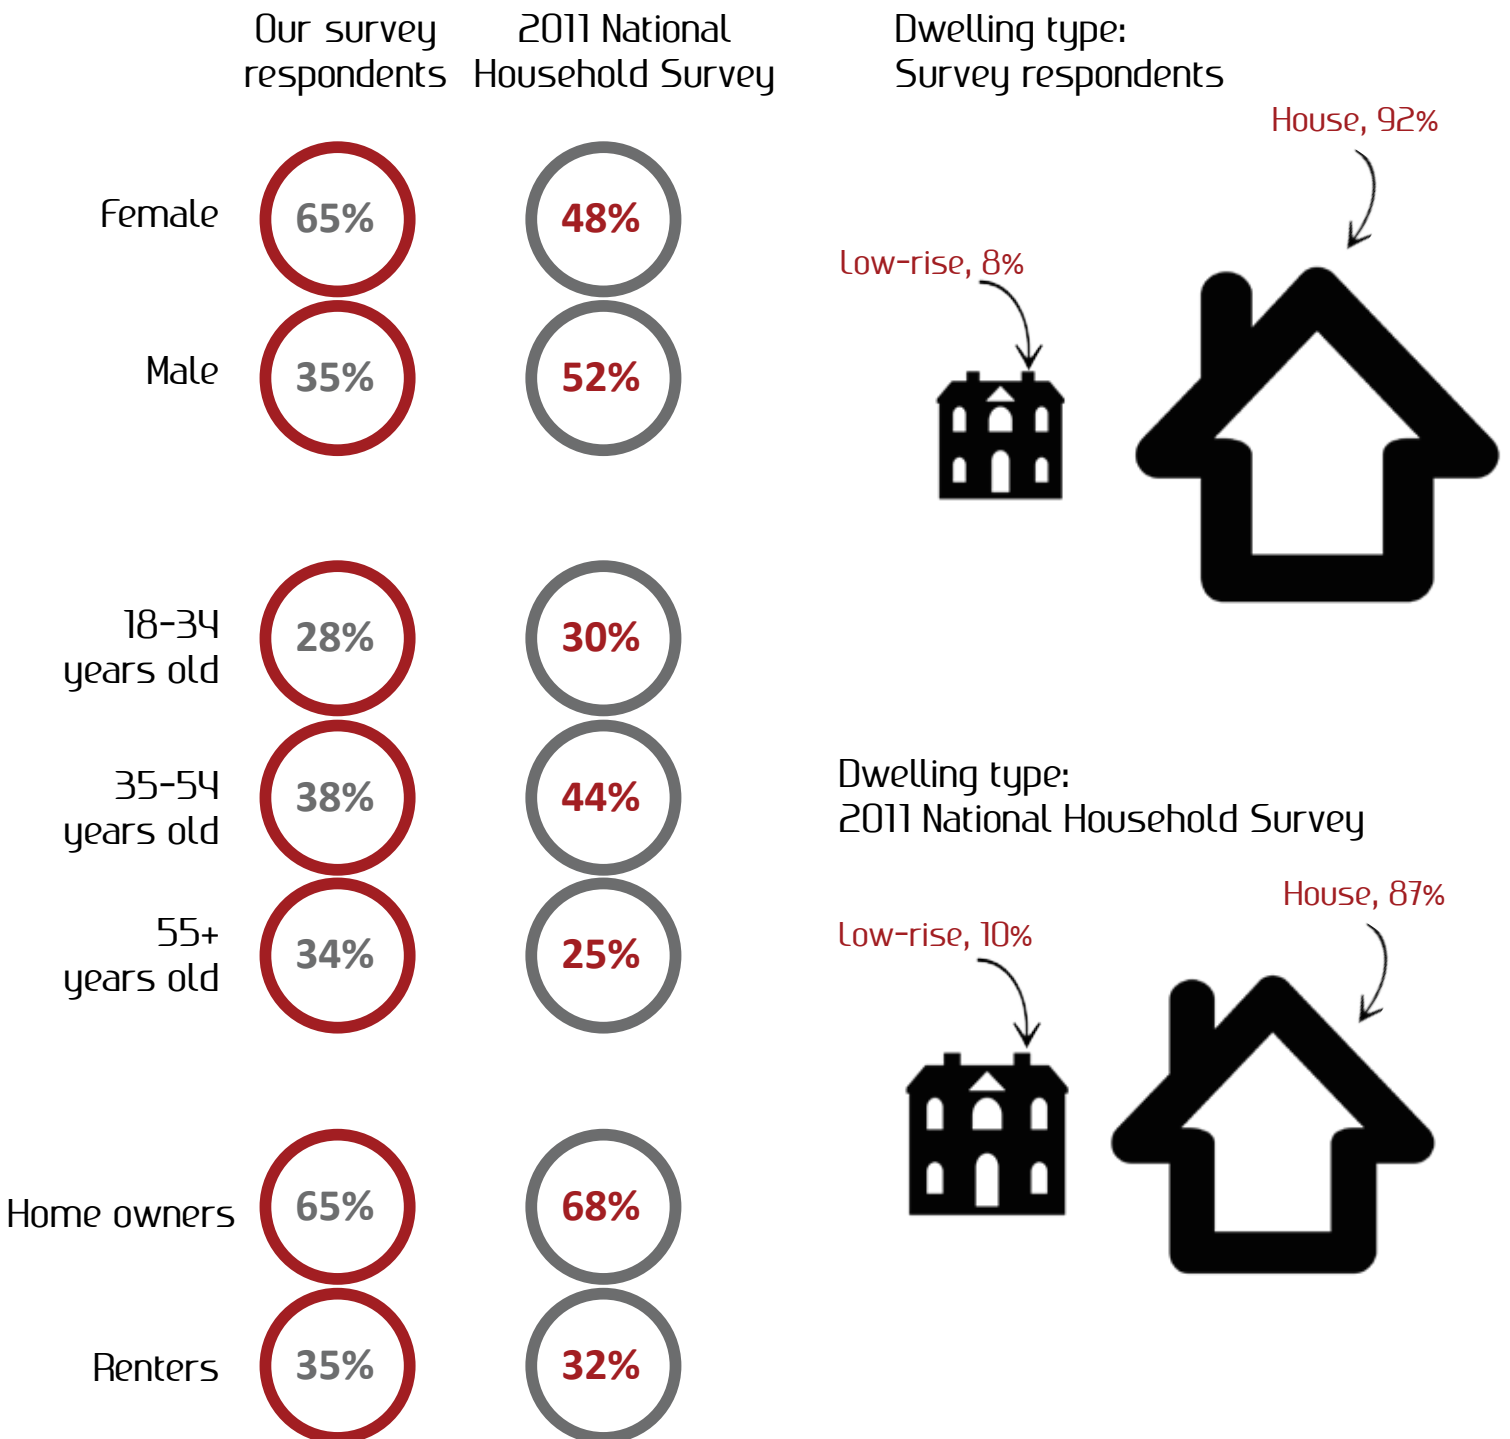 Our survey
respondents
2011 National
Household Survey
Female
65%
48%
Male
35%
52%
18-34
years old
28%
30%
35-54
years old
38%
44%
55+
years old
34%
25%
Home owners
65%
68%
Renters
35%
32%
Dwelling type:
Survey respondents
House, 92%
Low-rise, 8%
Dwelling type:
2011 National Household Survey
House, 87%
Low-rise, 10%